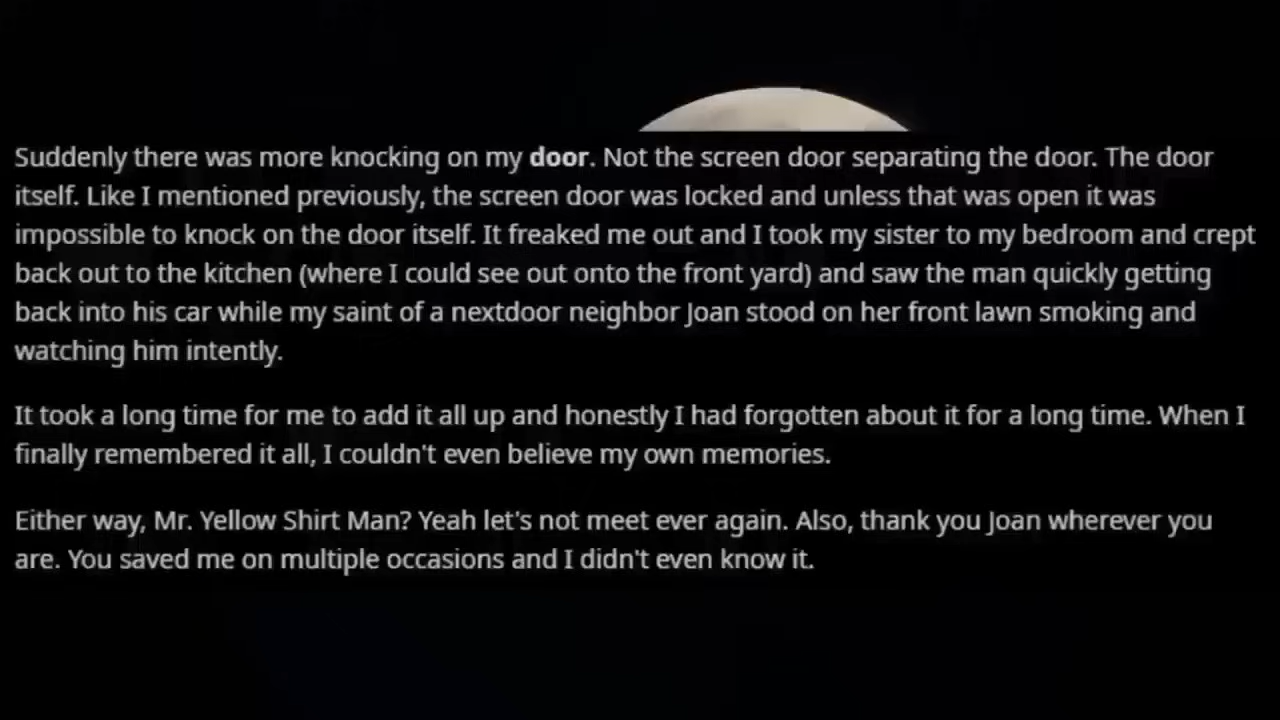 Suddenly there was more knocking on my door. Not the screen door separating the door. The door
itself. Like I mentioned previously, the screen door was locked and unless that was open it was
impossible to knock on the door itself. It freaked me out and I took my sister to my bedroom and crept
back out to the kitchen (where I could see out onto the front yard) and saw the man quickly getting
back into his car while my saint of a nextdoor neighbor Joan stood on her front lawn smoking and
watching him intently.
It took a long time for me to add it all up and honestly I had forgotten about it for a long time. When I
finally remembered it all, I couldn't even believe my own memories.
Either way, Mr. Yellow Shirt Man? Yeah let's not meet ever again. Also, thank you Joan wherever you
are. You saved me on multiple occasions and I didn't even know it.